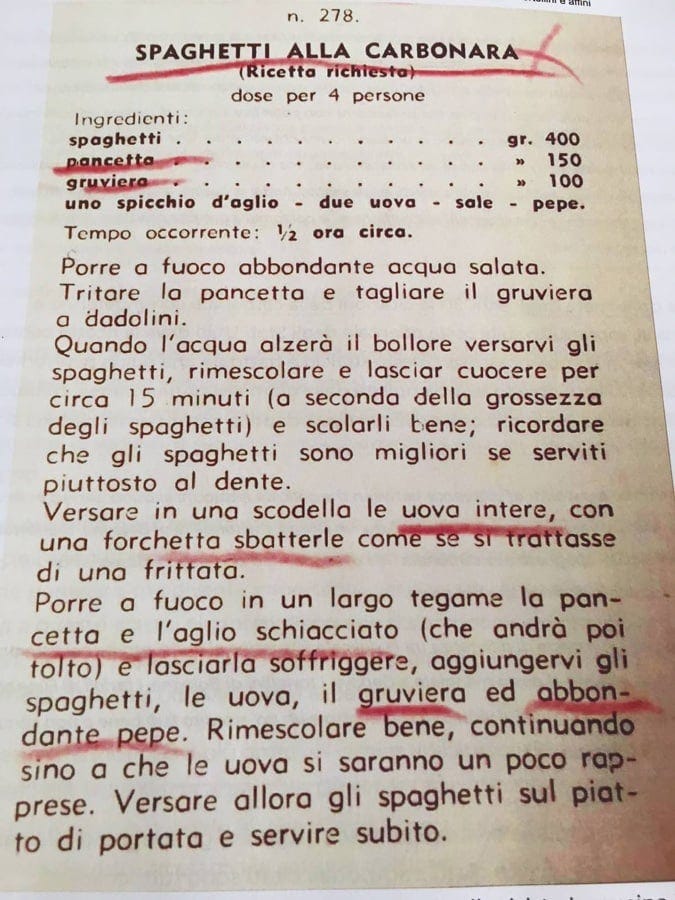 n. 278.
SPAGHETTI ALLA CARBONARA
(Ricetta richiesta)
dose per 4 persone
Ingredienti:
spaghetti . . . . . . . . . . . gr. 400
pancetta . . . . . . . . . . . » 150
gruviera . . . . . . . . . . . » 100
uno spicchio d'aglio - due uova - sale - pepe.
Tempo occorrente: ½ ora circa.
Porre a fuoco abbondante acqua salata.
Tritare la pancetta e tagliare il gruviera
a dadolini.
Quando l'acqua alzerà il bollore versarvi gli
spaghetti, rimescolare e lasciar cuocere per
circa 15 minuti (a seconda della grossezza
degli spaghetti) e scolarli bene; ricordare
che gli spaghetti sono migliori se serviti
piuttosto al dente.
Versare in una scodella le uova intere, con
una forchetta sbatterle come se si trattasse
di una frittata.
Porre a fuoco in un largo tegame la pan-
cetta e l'aglio schiacciato (che andrà poi
tolto) e lasciarla soffriggere, aggiungervi gli
spaghetti, le uova, il gruviera ed abbon-
dante pepe. Rimescolare bene, continuando
sino a che le uova si saranno un poco rap-
prese. Versare allora gli spaghetti sul piat-
to di portata e servire subito.